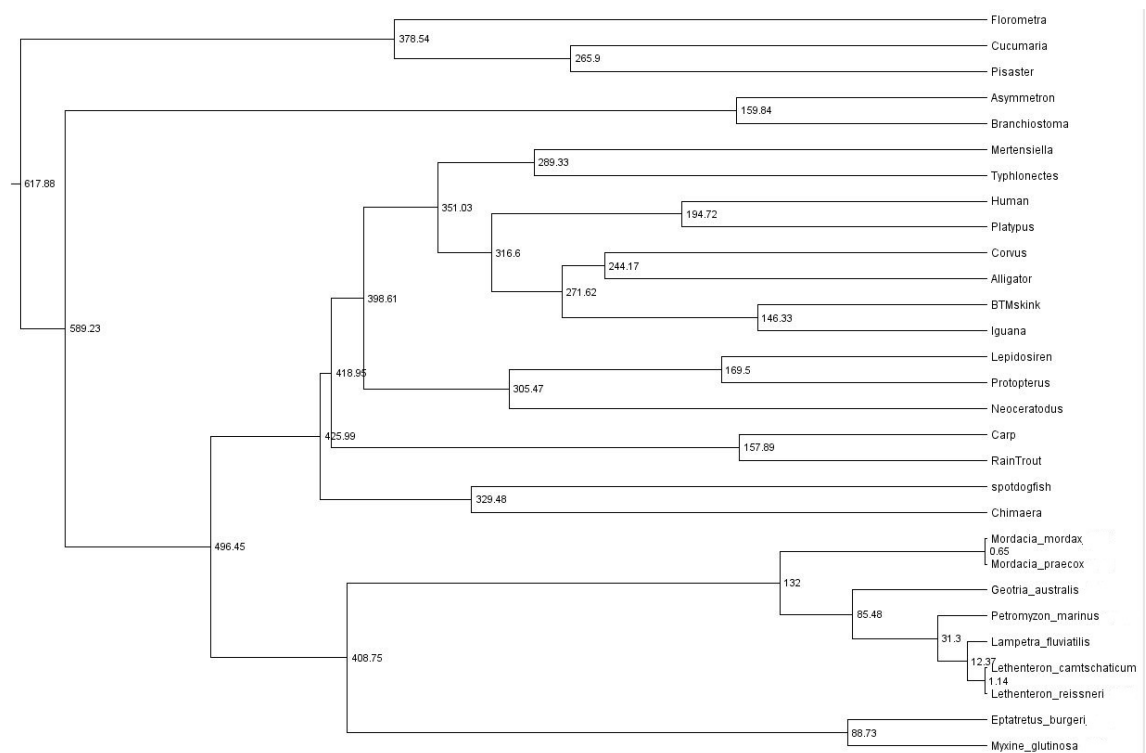 Florometra
378.54
Cucumaria
265.9
Pisaster
Asymmetron
159.84
Branchiostoma
Mertensiella
289.33
Typhlonectes
617.88
Human
351.03
194.72
Platypus
316.6
Corvus
244.17
Alligator
271.62
398.61
BTMskink
146.33
589.23
Iguana
Lepidosiren
418.95
169.5
Protopterus
305.47
Neoceratodus
Carp
425.99
157.89
RainTrout
spotdogfish
329.48
Chimaera
Mordacia_mordax
496.45
0.65
Mordacia_praecox
132
Geotria_australis
85.48
Petromyzon_marinus
31.3
Lampetra_fluviatilis
408.75
12.37
Lethenteron_camtschaticum
1.14
Lethenteron_reissneri
Eptatretus_burgeri
88.73
Myxine_glutinosa